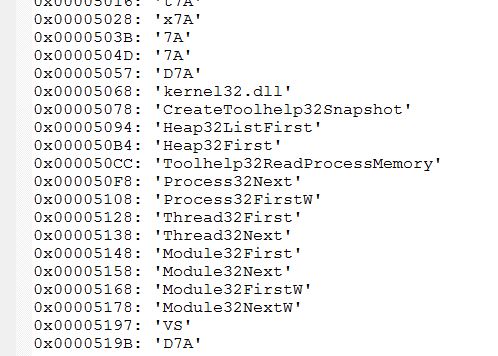 0x00005016: 't7A'
0x00005028: 'x7A'
0x0000503B: '7A'
0x0000504D: '7A'
0x00005057: 'D7A'
0x00005068: 'kernel32.dll'
0x00005078: 'CreateToolhelp32Snapshot'
0x00005094: 'Heap32ListFirst'
0x000050B4: 'Heap32First'
0x000050CC: 'Toolhelp32ReadProcessMemory'
0x000050F8: 'Process32Next'
0x00005108: 'Process32FirstW'
0x00005128: 'Thread32First'
0x00005138: 'Thread32Next'
0x00005148: 'Module32First'
0x00005158: 'Module32Next'
0x00005168: 'Module32FirstW'
0x00005178: 'Module32NextW'
0x00005197: 'VS'
0x0000519B: 'D7A'